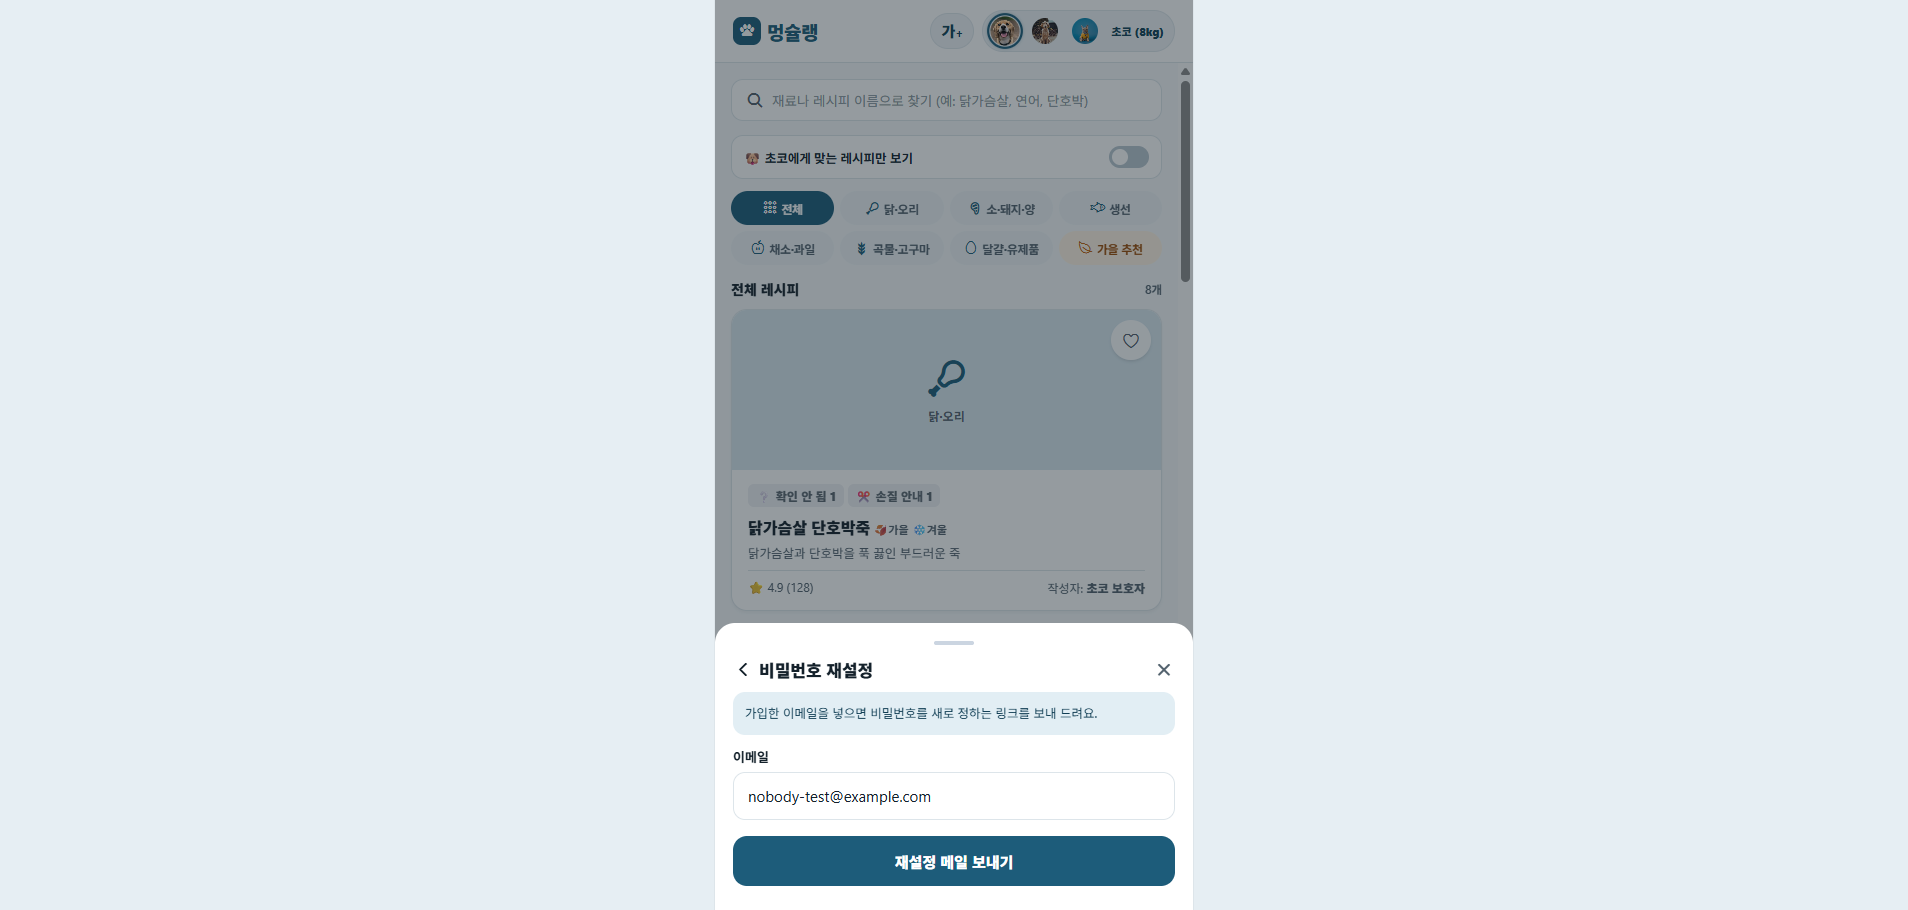 멍슐랭
가+
초코 (8kg)
재료나 레시피 이름으로 찾기 (예: 닭가슴살, 연어, 단호박)
초코에게 맞는 레시피만 보기
전체
닭·오리
소·돼지·양
생선
채소·과일
곡물·고구마
달걀·유제품
가을 추천
전체 레시피
8개
닭·오리
확인 안 됨 1
손질 안내 1
닭가슴살 단호박죽 가을 겨울
닭가슴살과 단호박을 푹 끓인 부드러운 죽
4.9 (128)
작성자: 초코 보호자
비밀번호 재설정
가입한 이메일을 넣으면 비밀번호를 새로 정하는 링크를 보내 드려요.
이메일
nobody-test@example.com
재설정 메일 보내기